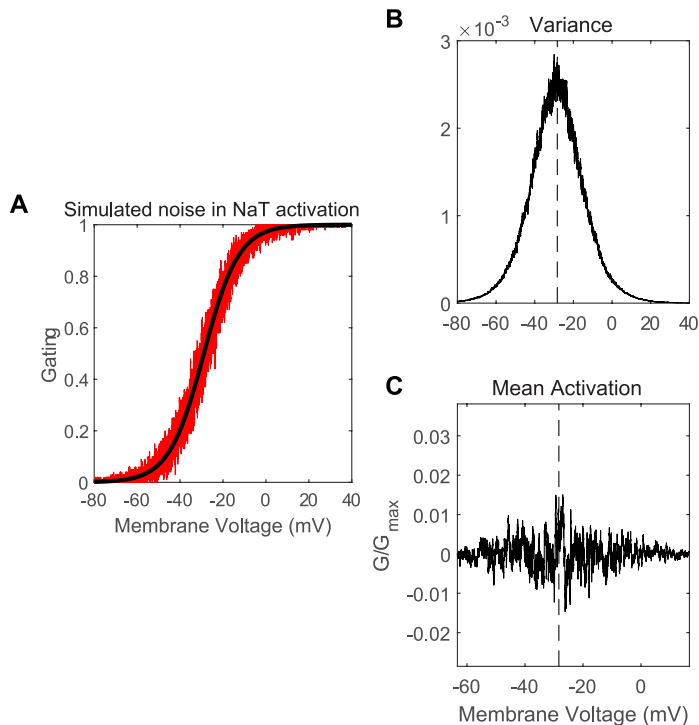 A
Simulated noise in NaT activation
1
0.8
0.6
0.4
0.2
0
Gating
-80 -60 -40 -20 0 20 40
Membrane Voltage (mV)
B
Variance
×10⁻³
3
2
1
0
-80 -60 -40 -20 0 20 40
C
Mean Activation
0.03
0.02
0.01
0
-0.01
-0.02
G/Gmax
-60 -40 -20 0
Membrane Voltage (mV)